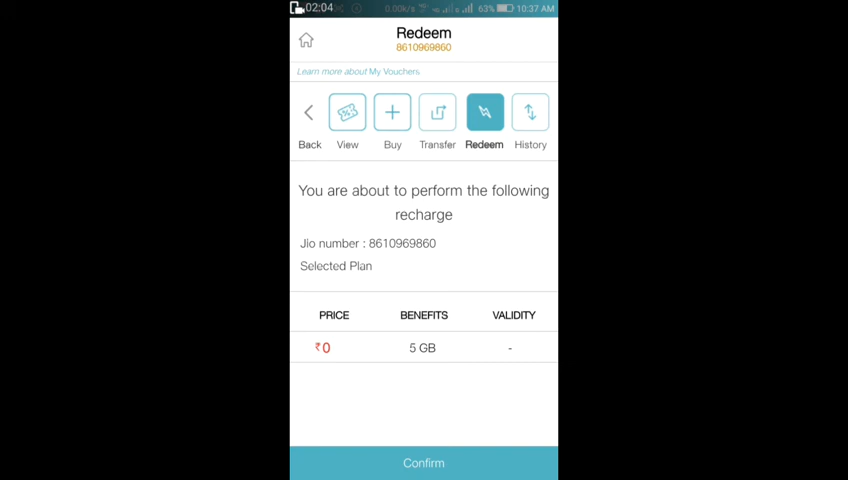 02:04 0.00k/s 63% 10:37 AM
Redeem
8610969860
Learn more about My Vouchers
Back View Buy Transfer Redeem History
You are about to perform the following
recharge
Jio number : 8610969860
Selected Plan
PRICE BENEFITS VALIDITY
₹0 5 GB -
Confirm